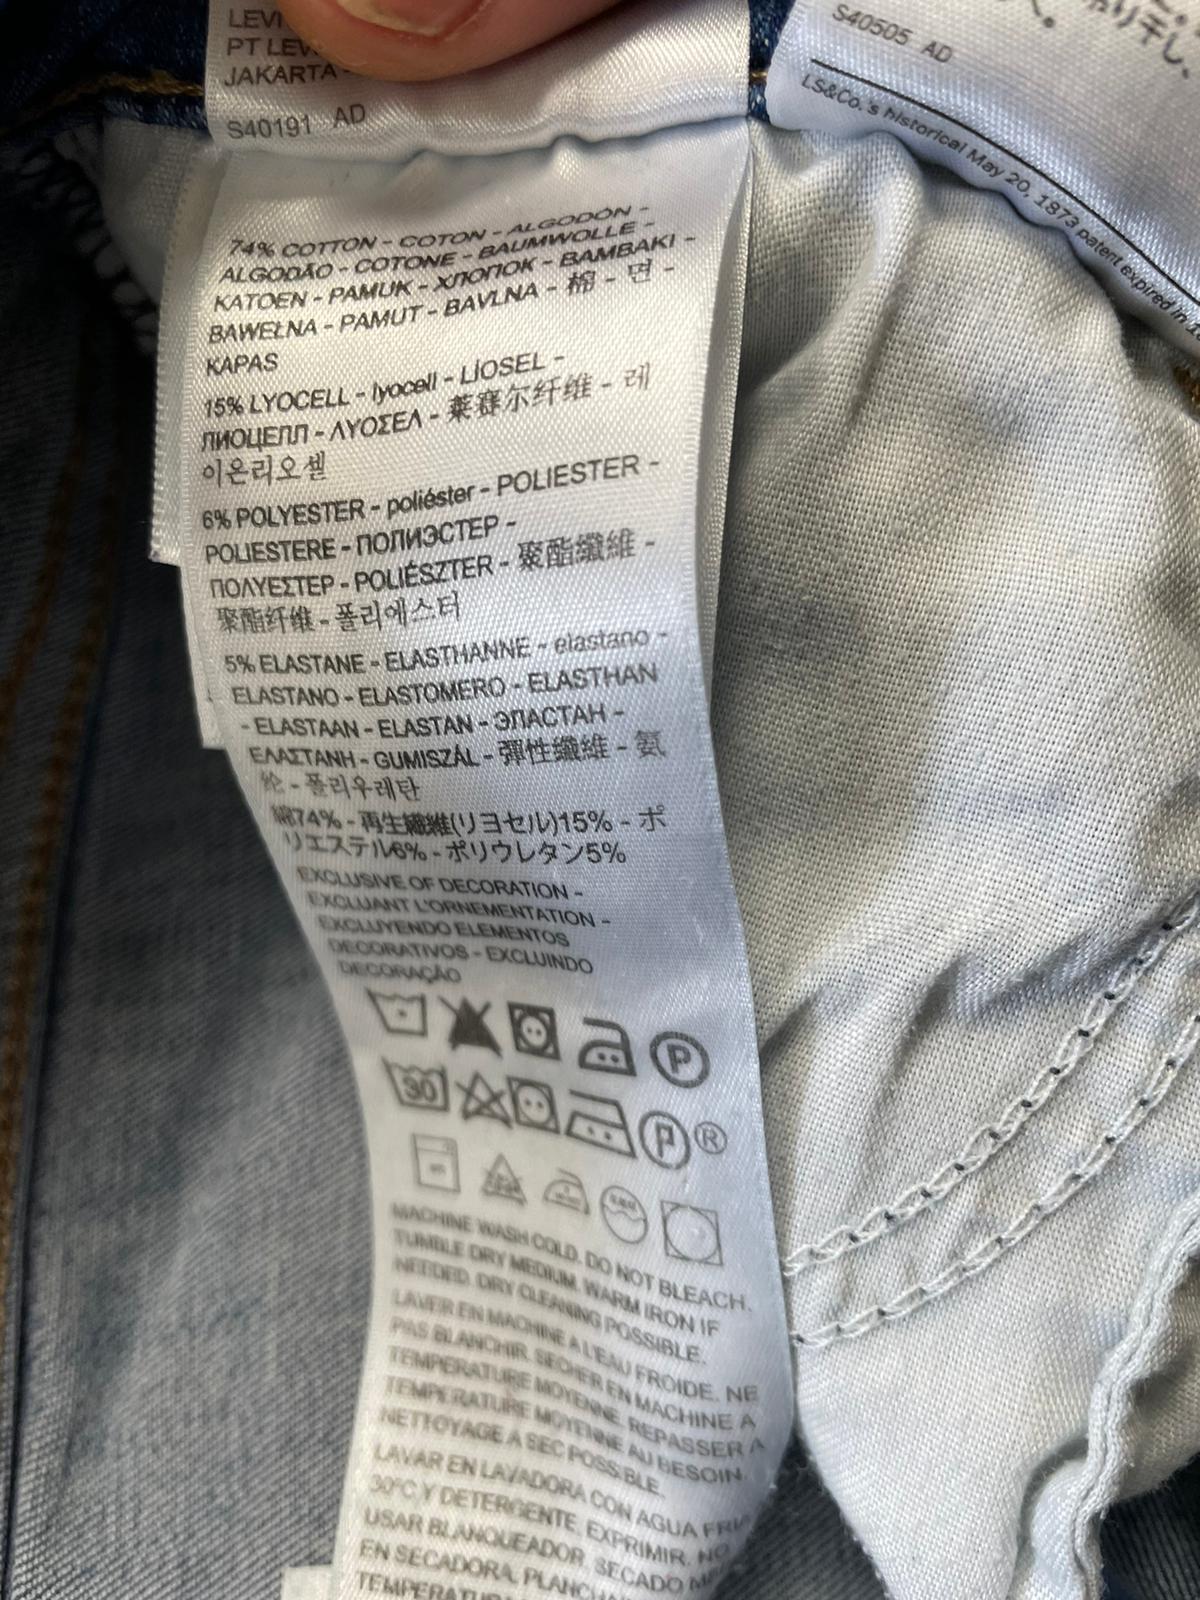 LEVI
PT LEV
JAKARTA -
S40191 AD
S40505 AD
LS&Co.'s historical May 20, 1873 patent expired in
74% COTTON - COTON - ALGODÓN -
ALGODÃO - COTONE - BAUMWOLLE -
KATOEN - PAMUK - ХЛОПОК - BAMBAKI -
BAWEŁNA - PAMUT - BAVLNA - 棉 - 면 -
KAPAS
15% LYOCELL - lyocell - LİOSEL -
ЛИОЦЕЛЛ - ΛΥΟΣΕΛ - 莱赛尔纤维 - 레
이온리오셀
6% POLYESTER - poliéster - POLIESTER -
POLIESTERE - ПОЛИЭСТЕР -
ΠΟΛΥΕΣΤΕΡ - POLIÉSZTER - 聚酯纖維 -
聚酯纤维 - 폴리에스터
5% ELASTANE - ELASTHANNE - elastano -
ELASTANO - ELASTOMERO - ELASTHAN
- ELASTAAN - ELASTAN - ЭЛАСТАН -
ΕΛΑΣΤΑΝΗ - GUMISZÁL - 彈性纖維 - 氨
纶 - 폴리우레탄
綿74% - 再生繊維(リヨセル)15% - ポ
リエステル6% - ポリウレタン5%
EXCLUSIVE OF DECORATION -
EXCLUANT L'ORNEMENTATION -
EXCLUYENDO ELEMENTOS
DECORATIVOS - EXCLUINDO
DECORAÇÃO
P
30 P ®
MACHINE WASH COLD. DO NOT BLEACH.
TUMBLE DRY MEDIUM. WARM IRON IF
NEEDED. DRY CLEANING POSSIBLE.
LAVER EN MACHINE A L'EAU FROIDE. NE
PAS BLANCHIR. SECHER EN MACHINE A
TEMPERATURE MOYENNE. REPASSER A
TEMPERATURE MOYENNE AU BESOIN.
NETTOYAGE A SEC POSSIBLE.
LAVAR EN LAVADORA CON AGUA FRIA
30°C Y DETERGENTE, EXPRIMIR. NO
USAR BLANQUEADOR. SECADO
EN SECADORA. PLANCHA
TEMPERATU